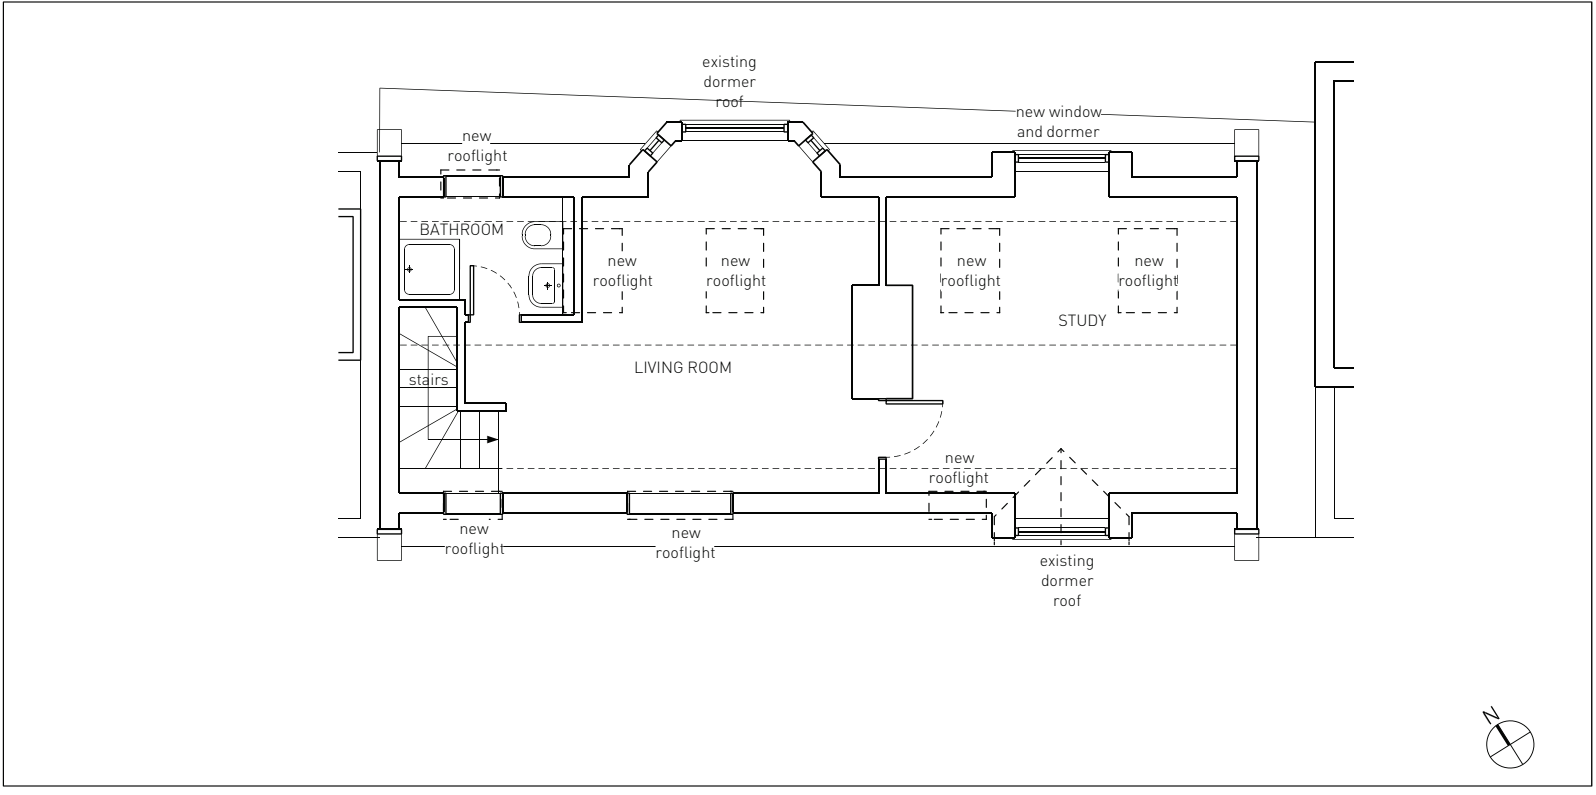 existing
dormer
roof
new window
and dormer
new
rooflight
BATHROOM
new
rooflight
new
rooflight
new
rooflight
new
rooflight
STUDY
LIVING ROOM
stairs
new
rooflight
new
rooflight
new
rooflight
existing
dormer
roof
N